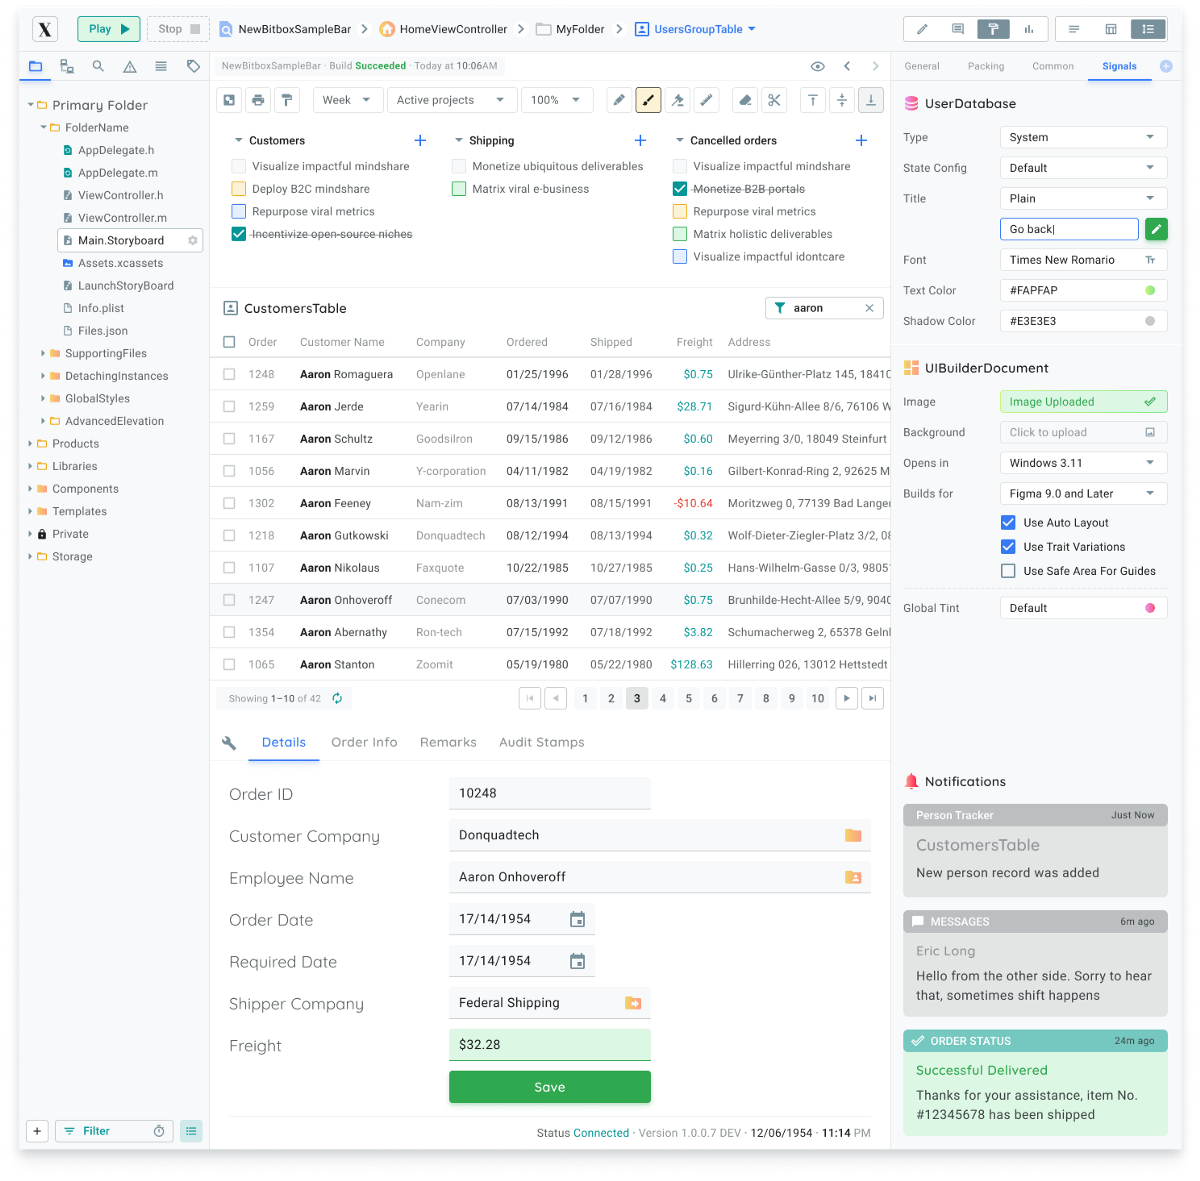 X
Play
Stop
NewBitboxSampleBar
HomeViewController
MyFolder
UsersGroupTable
Primary Folder
FolderName
AppDelegate.h
AppDelegate.m
ViewController.h
ViewController.m
Main.Storyboard
Assets.xcassets
LaunchStoryBoard
Info.plist
Files.json
SupportingFiles
DetachingInstances
GlobalStyles
AdvancedElevation
Products
Libraries
Components
Templates
Private
Storage
+ Filter
NewBitboxSampleBar · Build Succeeded · Today at 10:06AM
Week
Active projects
100%
Customers
Visualize impactful mindshare
Deploy B2C mindshare
Repurpose viral metrics
Incentivize open-source niches
Shipping
Monetize ubiquitous deliverables
Matrix viral e-business
Cancelled orders
Visualize impactful mindshare
Monetize B2B portals
Repurpose viral metrics
Matrix holistic deliverables
Visualize impactful idontcare
CustomersTable
aaron
Order Customer Name Company Ordered Shipped Freight Address
1248 Aaron Romaguera Openlane 01/25/1996 01/28/1996 $0.75 Ulrike-Günther-Platz 145, 18410
1259 Aaron Jerde Yearin 07/14/1984 07/16/1984 $28.71 Sigurd-Kühn-Allee 8/6, 76106 W
1167 Aaron Schultz Goodsilron 09/15/1986 09/12/1986 $0.60 Meyerring 3/0, 18049 Steinfurt
1056 Aaron Marvin Y-corporation 04/11/1982 04/19/1982 $0.16 Gilbert-Konrad-Ring 2, 92625 M
1302 Aaron Feeney Nam-zim 08/13/1991 08/15/1991 -$10.64 Moritzweg 0, 77139 Bad Langen
1218 Aaron Gutkowski Donquadtech 08/12/1994 08/13/1994 $0.32 Wolf-Dieter-Ziegler-Platz 3/2, 08
1107 Aaron Nikolaus Faxquote 10/22/1985 10/27/1985 $0.25 Hans-Wilhelm-Gasse 0/3, 9805
1247 Aaron Onhoveroff Conecom 07/03/1990 07/07/1990 $0.75 Brunhilde-Hecht-Allee 5/9, 9040
1354 Aaron Abernathy Ron-tech 07/15/1992 07/18/1992 $3.82 Schumacherweg 2, 65378 Geln
1065 Aaron Stanton Zoomit 05/19/1980 05/22/1980 $128.63 Hillerring 026, 13012 Hettstedt
Showing 1–10 of 42
1 2 3 4 5 6 7 8 9 10
Details Order Info Remarks Audit Stamps
Order ID 10248
Customer Company Donquadtech
Employee Name Aaron Onhoveroff
Order Date 17/14/1954
Required Date 17/14/1954
Shipper Company Federal Shipping
Freight $32.28
Save
Status Connected · Version 1.0.0.7 DEV · 12/06/1954 · 11:14 PM
General Packing Common Signals
UserDatabase
Type System
State Config Default
Title Plain
Go back
Font Times New Romario Tr
Text Color #FAPFAP
Shadow Color #E3E3E3
UIBuilderDocument
Image Image Uploaded
Background Click to upload
Opens in Windows 3.11
Builds for Figma 9.0 and Later
Use Auto Layout
Use Trait Variations
Use Safe Area For Guides
Global Tint Default
Notifications
Person Tracker Just Now
CustomersTable
New person record was added
MESSAGES 6m ago
Eric Long
Hello from the other side. Sorry to hear
that, sometimes shift happens
ORDER STATUS 24m ago
Successful Delivered
Thanks for your assistance, item No.
#12345678 has been shipped